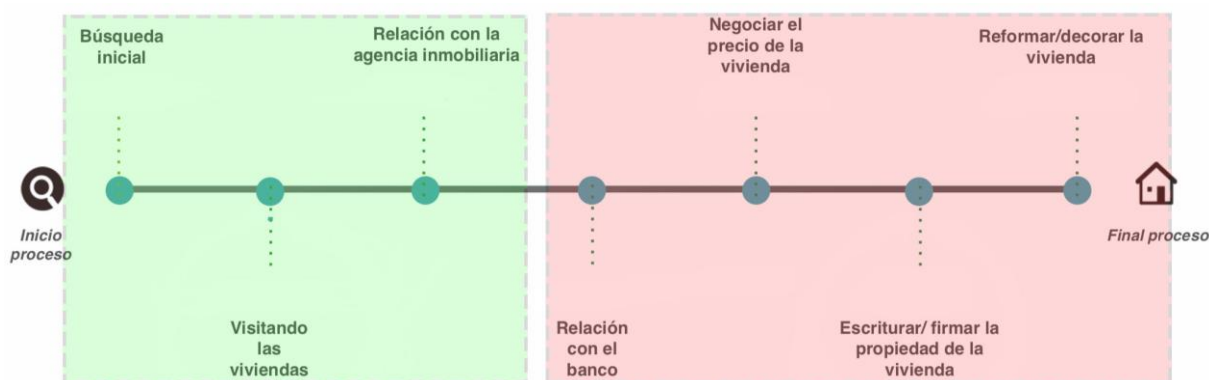 Búsqueda
inicial
Relación con la
agencia inmobiliaria
Negociar el
precio de la
vivienda
Reformar/decorar la
vivienda
Inicio
proceso
Final proceso
Visitando
las
viviendas
Relación
con el
banco
Escriturar/ firmar la
propiedad de la
vivienda